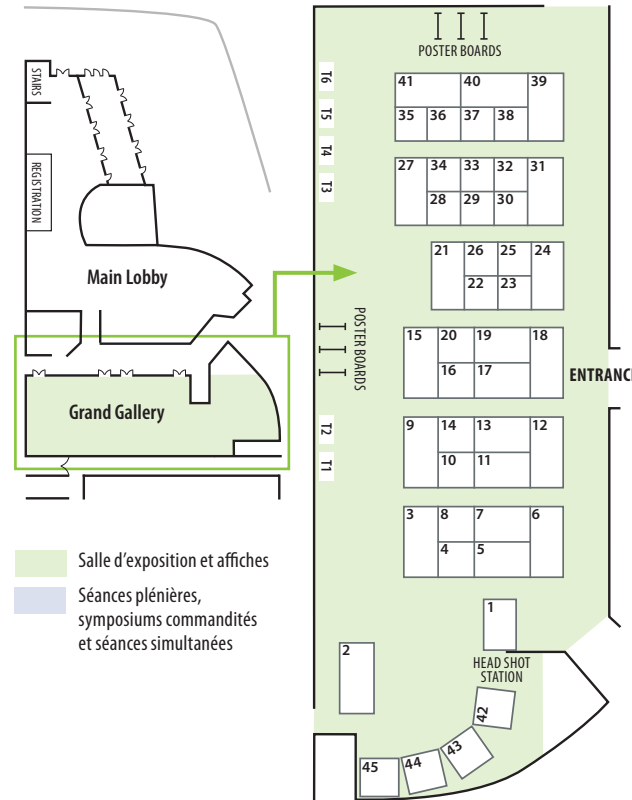 STAIRS
REGISTRATION
Main Lobby
Grand Gallery
Salle d'exposition et affiches
Séances plénières,
symposiums commandités
et séances simultanées
POSTER BOARDS
T6
T5
T4
T3
41 40 39
35 36 37 38
27 34 33 32 31
28 29 30
21 26 25 24
22 23
POSTER BOARDS
15 20 19 18
16 17
ENTRANCE
T2
T1
9 14 13 12
10 11
3 8 7 6
4 5
1
2
HEAD SHOT
STATION
42
43
44
45